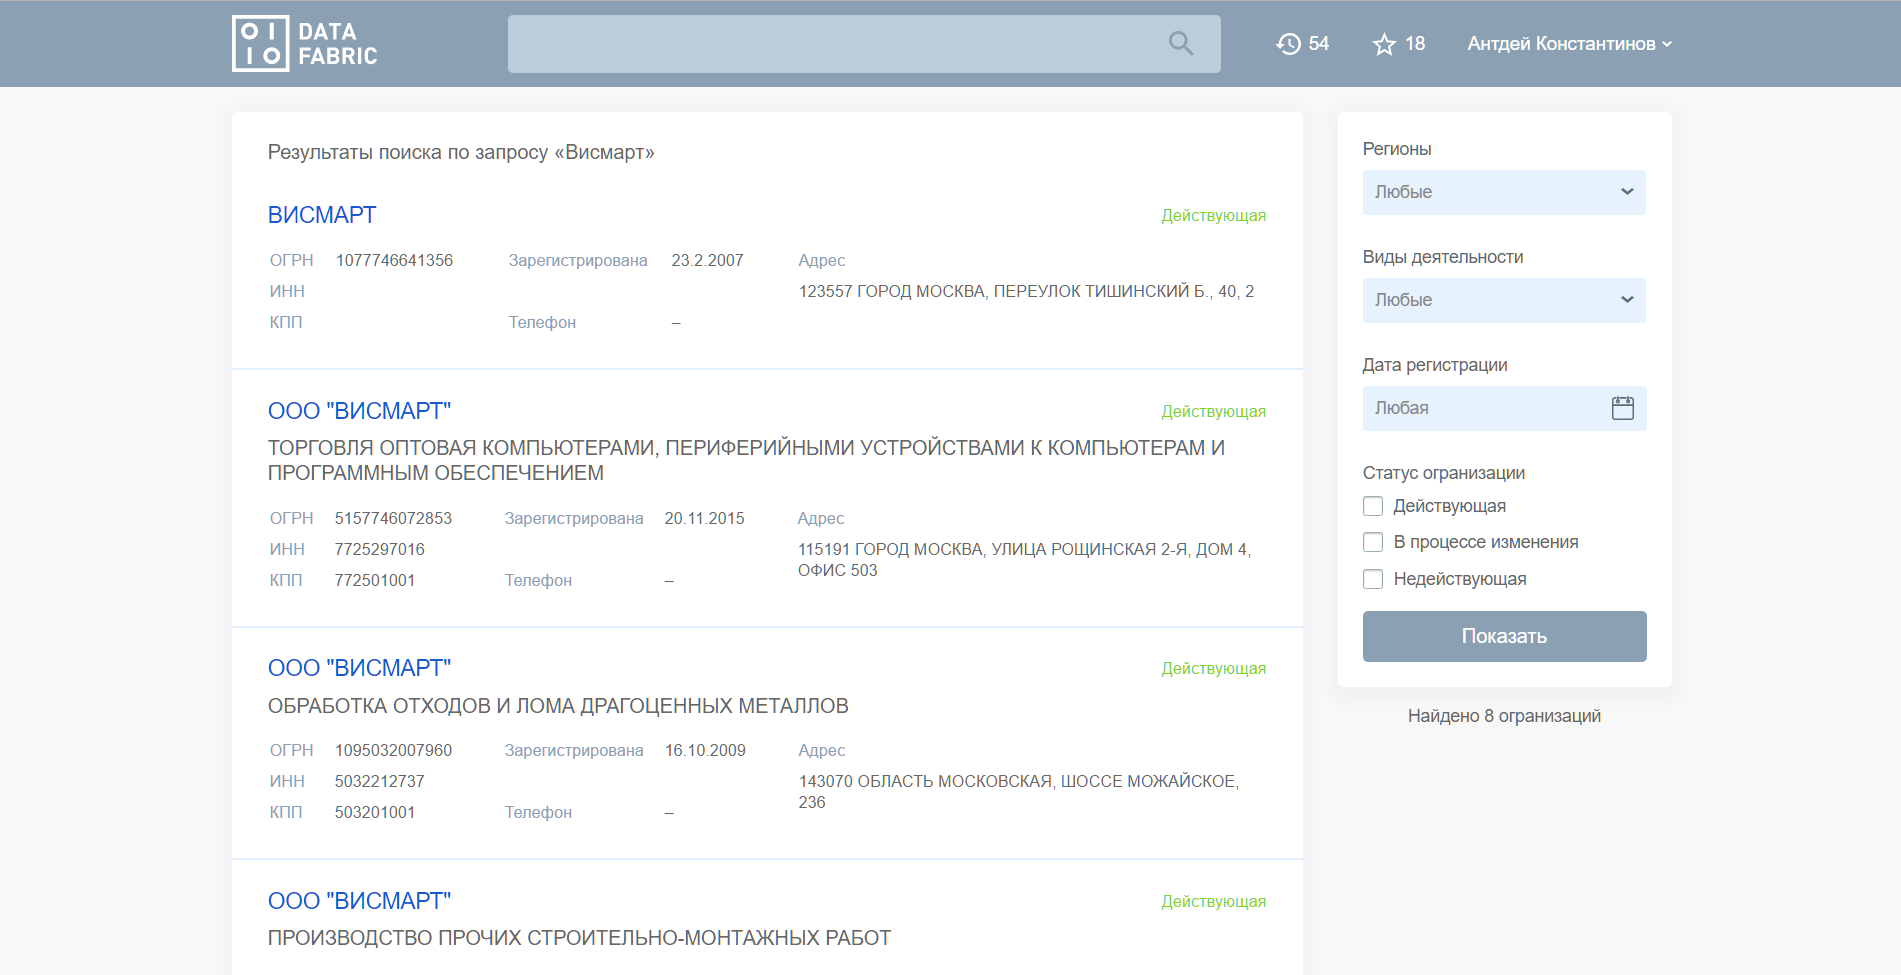 DATA
FABRIC
54
18
Антдей Константинов
Результаты поиска по запросу «Висмарт»
ВИСМАРТ
Действующая
ОГРН 1077746641356 Зарегистрирована 23.2.2007 Адрес
ИНН 123557 ГОРОД МОСКВА, ПЕРЕУЛОК ТИШИНСКИЙ Б., 40, 2
КПП Телефон –
ООО "ВИСМАРТ"
Действующая
ТОРГОВЛЯ ОПТОВАЯ КОМПЬЮТЕРАМИ, ПЕРИФЕРИЙНЫМИ УСТРОЙСТВАМИ К КОМПЬЮТЕРАМ И
ПРОГРАММНЫМ ОБЕСПЕЧЕНИЕМ
ОГРН 5157746072853 Зарегистрирована 20.11.2015 Адрес
ИНН 7725297016 115191 ГОРОД МОСКВА, УЛИЦА РОЩИНСКАЯ 2-Я, ДОМ 4,
ОФИС 503
КПП 772501001 Телефон –
ООО "ВИСМАРТ"
Действующая
ОБРАБОТКА ОТХОДОВ И ЛОМА ДРАГОЦЕННЫХ МЕТАЛЛОВ
ОГРН 1095032007960 Зарегистрирована 16.10.2009 Адрес
ИНН 5032212737 143070 ОБЛАСТЬ МОСКОВСКАЯ, ШОССЕ МОЖАЙСКОЕ,
236
КПП 503201001 Телефон –
ООО "ВИСМАРТ"
Действующая
ПРОИЗВОДСТВО ПРОЧИХ СТРОИТЕЛЬНО-МОНТАЖНЫХ РАБОТ
Регионы
Любые
Виды деятельности
Любые
Дата регистрации
Любая
Статус огранизации
Действующая
В процессе изменения
Недействующая
Показать
Найдено 8 огранизаций